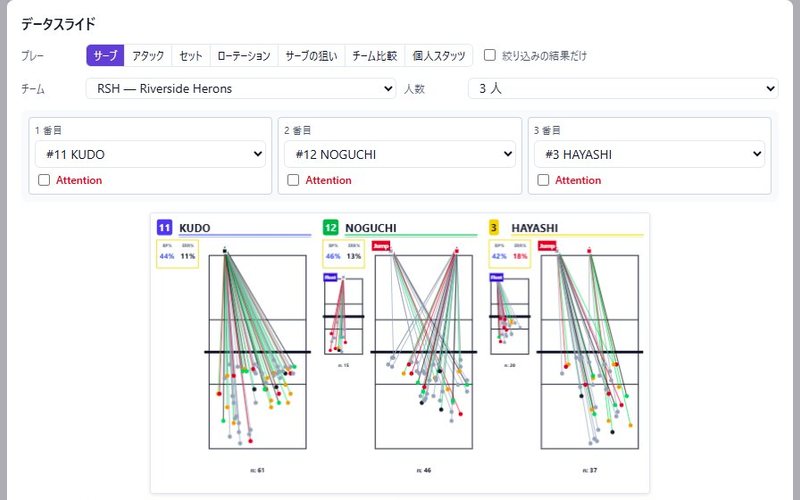 データスライド
プレー サーブ アタック セット ローテーション サーブの狙い チーム比較 個人スタッツ 絞り込みの結果だけ
チーム RSH — Riverside Herons 人数 3 人
1 番目 2 番目 3 番目
#11 KUDO #12 NOGUCHI #3 HAYASHI
Attention Attention Attention
11 KUDO 12 NOGUCHI 3 HAYASHI
Jump Jump
44% 11% 46% 13% 42% 18%
n: 15 n: 20
n: 61 n: 46 n: 37